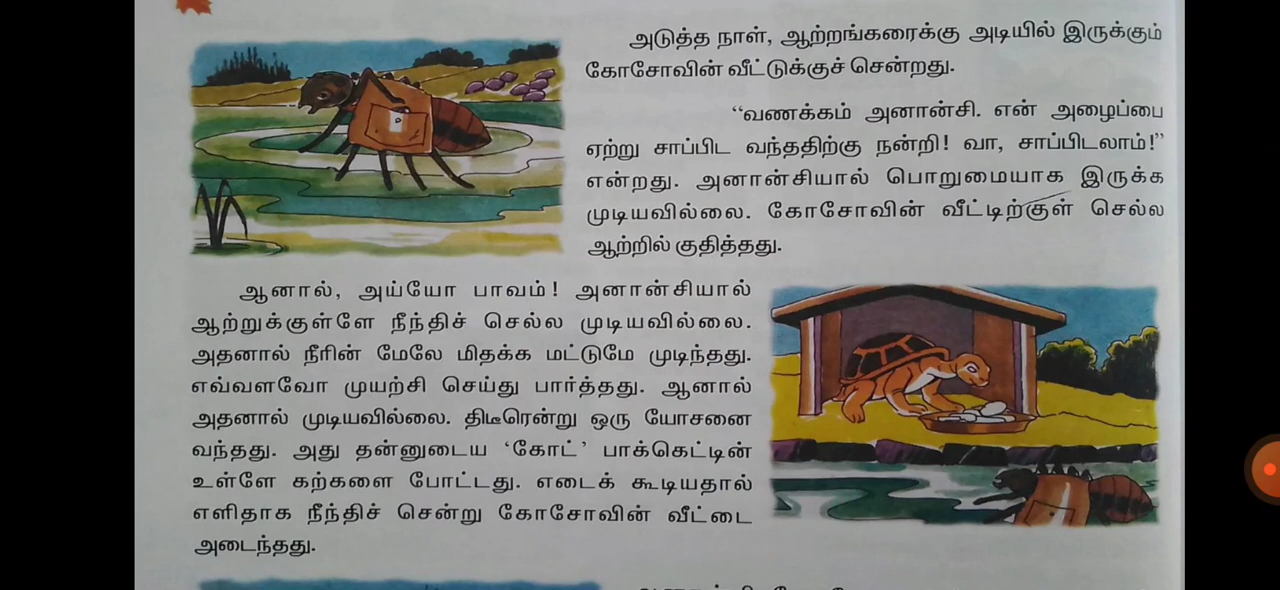 அடுத்த நாள், ஆற்றங்கரைக்கு அடியில் இருக்கும்
கோசோவின் வீட்டுக்குச் சென்றது.
“வணக்கம் அனான்சி. என் அழைப்பை
ஏற்று சாப்பிட வந்ததிற்கு நன்றி! வா, சாப்பிடலாம்!”
என்றது. அனான்சியால் பொறுமையாக இருக்க
முடியவில்லை. கோசோவின் வீட்டிற்குள் செல்ல
ஆற்றில் குதித்தது.
ஆனால், அய்யோ பாவம்! அனான்சியால்
ஆற்றுக்குள்ளே நீந்திச் செல்ல முடியவில்லை.
அதனால் நீரின் மேலே மிதக்க மட்டுமே முடிந்தது.
எவ்வளவோ முயற்சி செய்து பார்த்தது. ஆனால்
அதனால் முடியவில்லை. திடீரென்று ஒரு யோசனை
வந்தது. அது தன்னுடைய ‘கோட்’ பாக்கெட்டின்
உள்ளே கற்களை போட்டது. எடைக் கூடியதால்
எளிதாக நீந்திச் சென்று கோசோவின் வீட்டை
அடைந்தது.